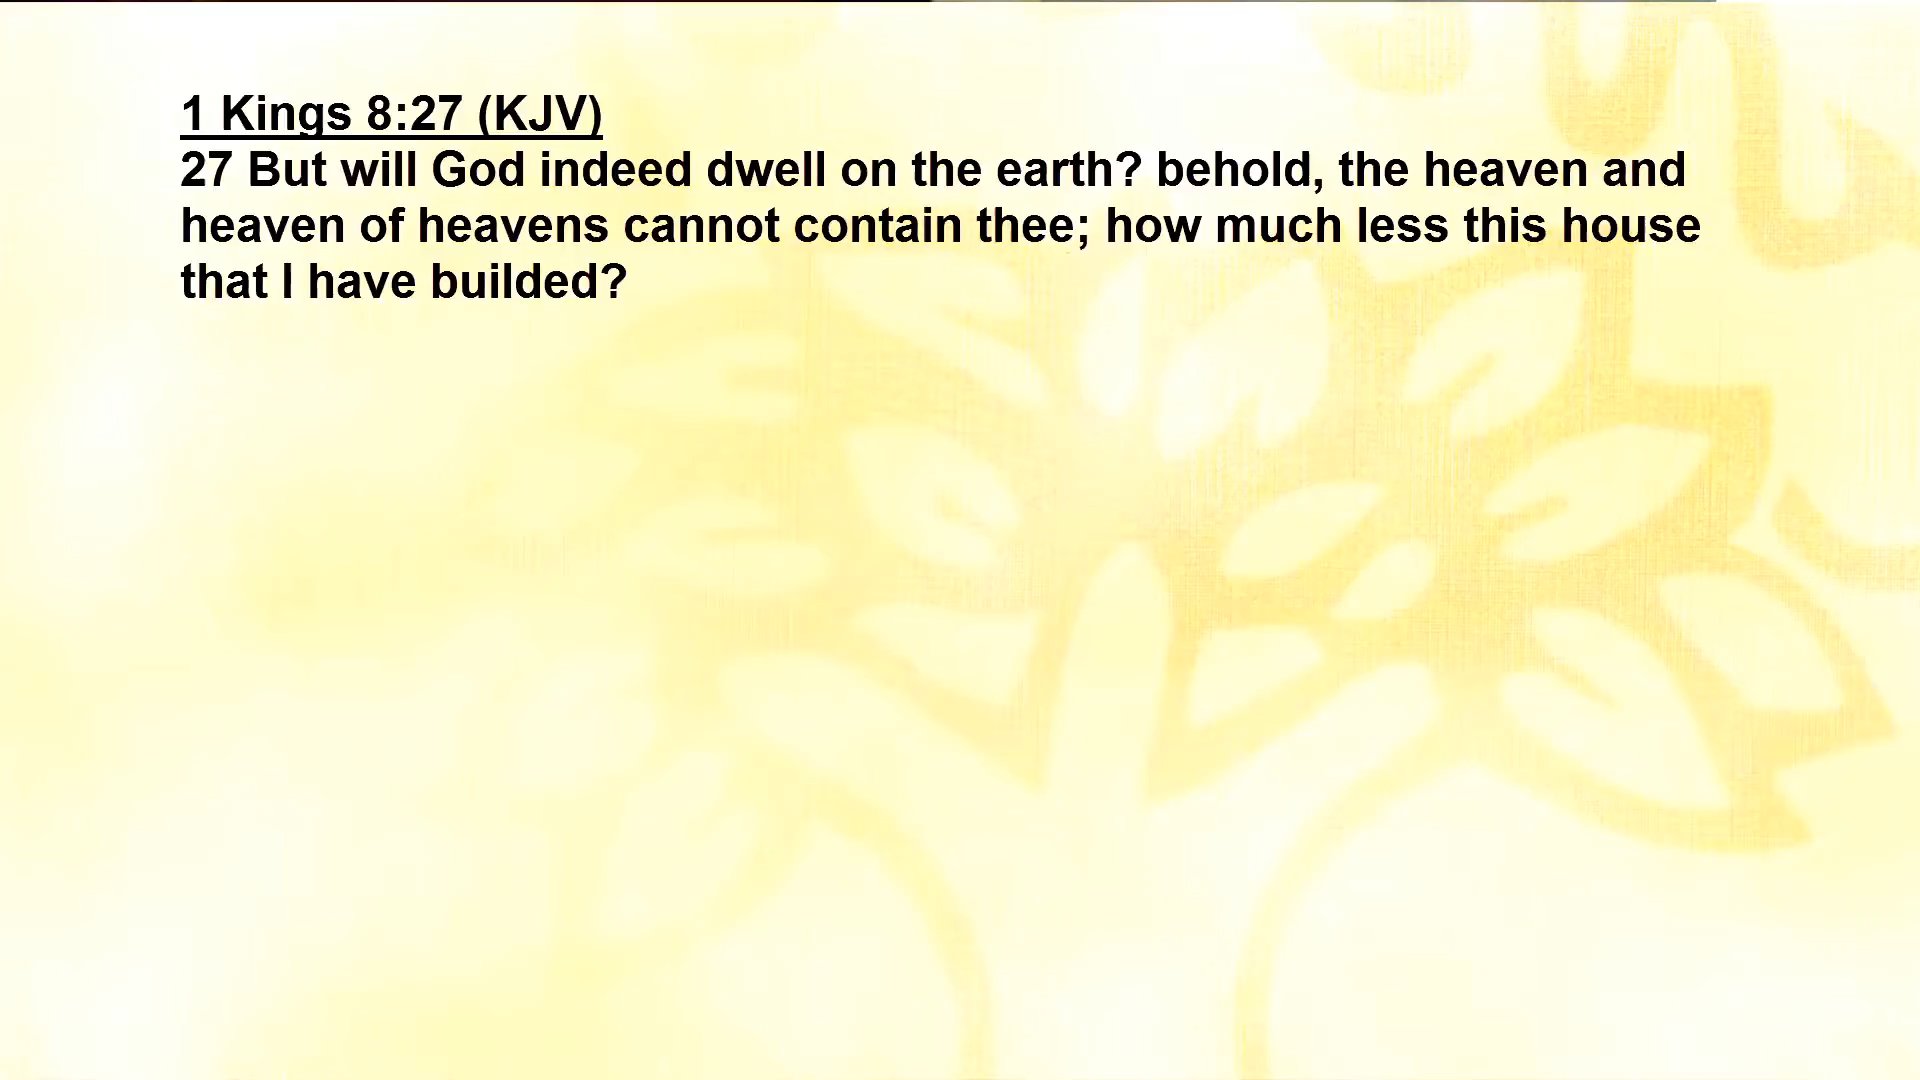 1 Kings 8:27 (KJV)
27 But will God indeed dwell on the earth? behold, the heaven and
heaven of heavens cannot contain thee; how much less this house
that I have builded?